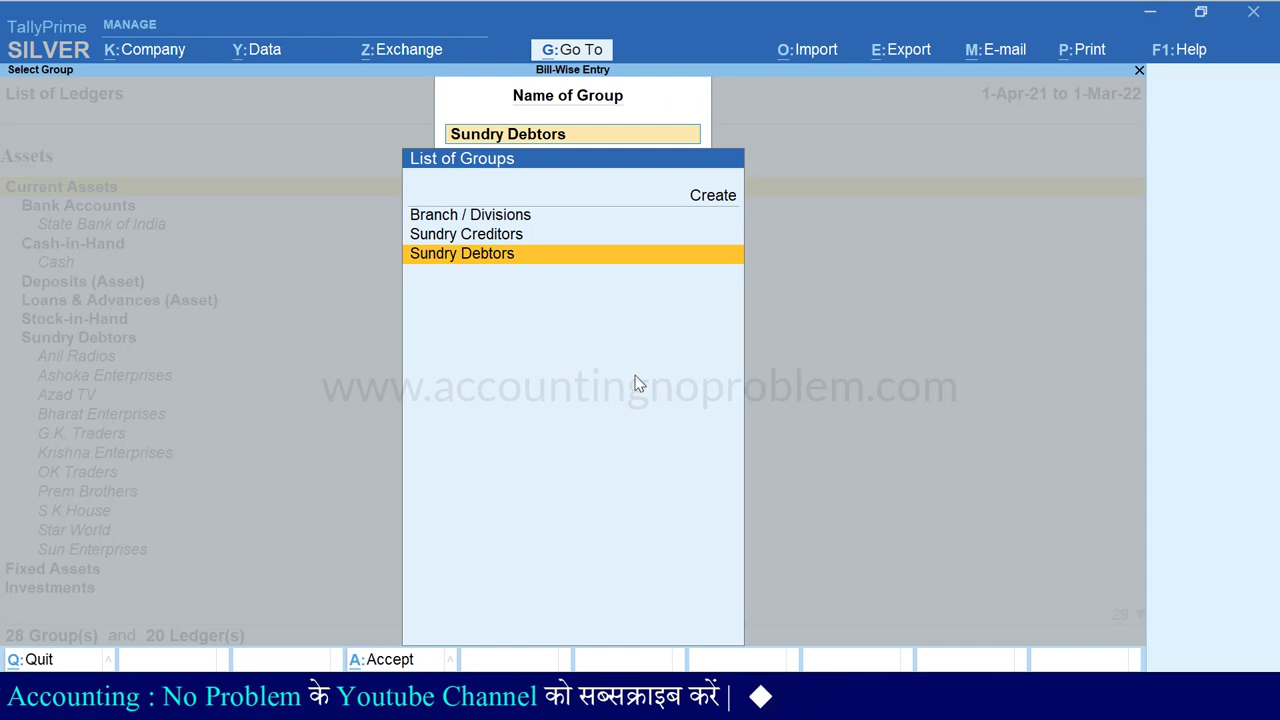 TallyPrime
MANAGE
SILVER
K:Company
Y:Data
Z:Exchange
G:Go To
O:Import
E:Export
M:E-mail
P:Print
F1:Help
Select Group
Bill-Wise Entry
List of Ledgers
1-Apr-21 to 1-Mar-22
Name of Group
Sundry Debtors
List of Groups
Create
Branch / Divisions
Sundry Creditors
Sundry Debtors
Assets
Current Assets
Bank Accounts
State Bank of India
Cash-in-Hand
Cash
Deposits (Asset)
Loans & Advances (Asset)
Stock-in-Hand
Sundry Debtors
Anil Radios
Ashoka Enterprises
Azad TV
Bharat Enterprises
G.K. Traders
Krishna Enterprises
OK Traders
Prem Brothers
S K House
Star World
Sun Enterprises
Fixed Assets
Investments
www.accountingnoproblem.com
29 ▼
28 Group(s) and 20 Ledger(s)
Q:Quit
A:Accept
Accounting : No Problem के Youtube Channel को सब्सक्राइब करें | ◆